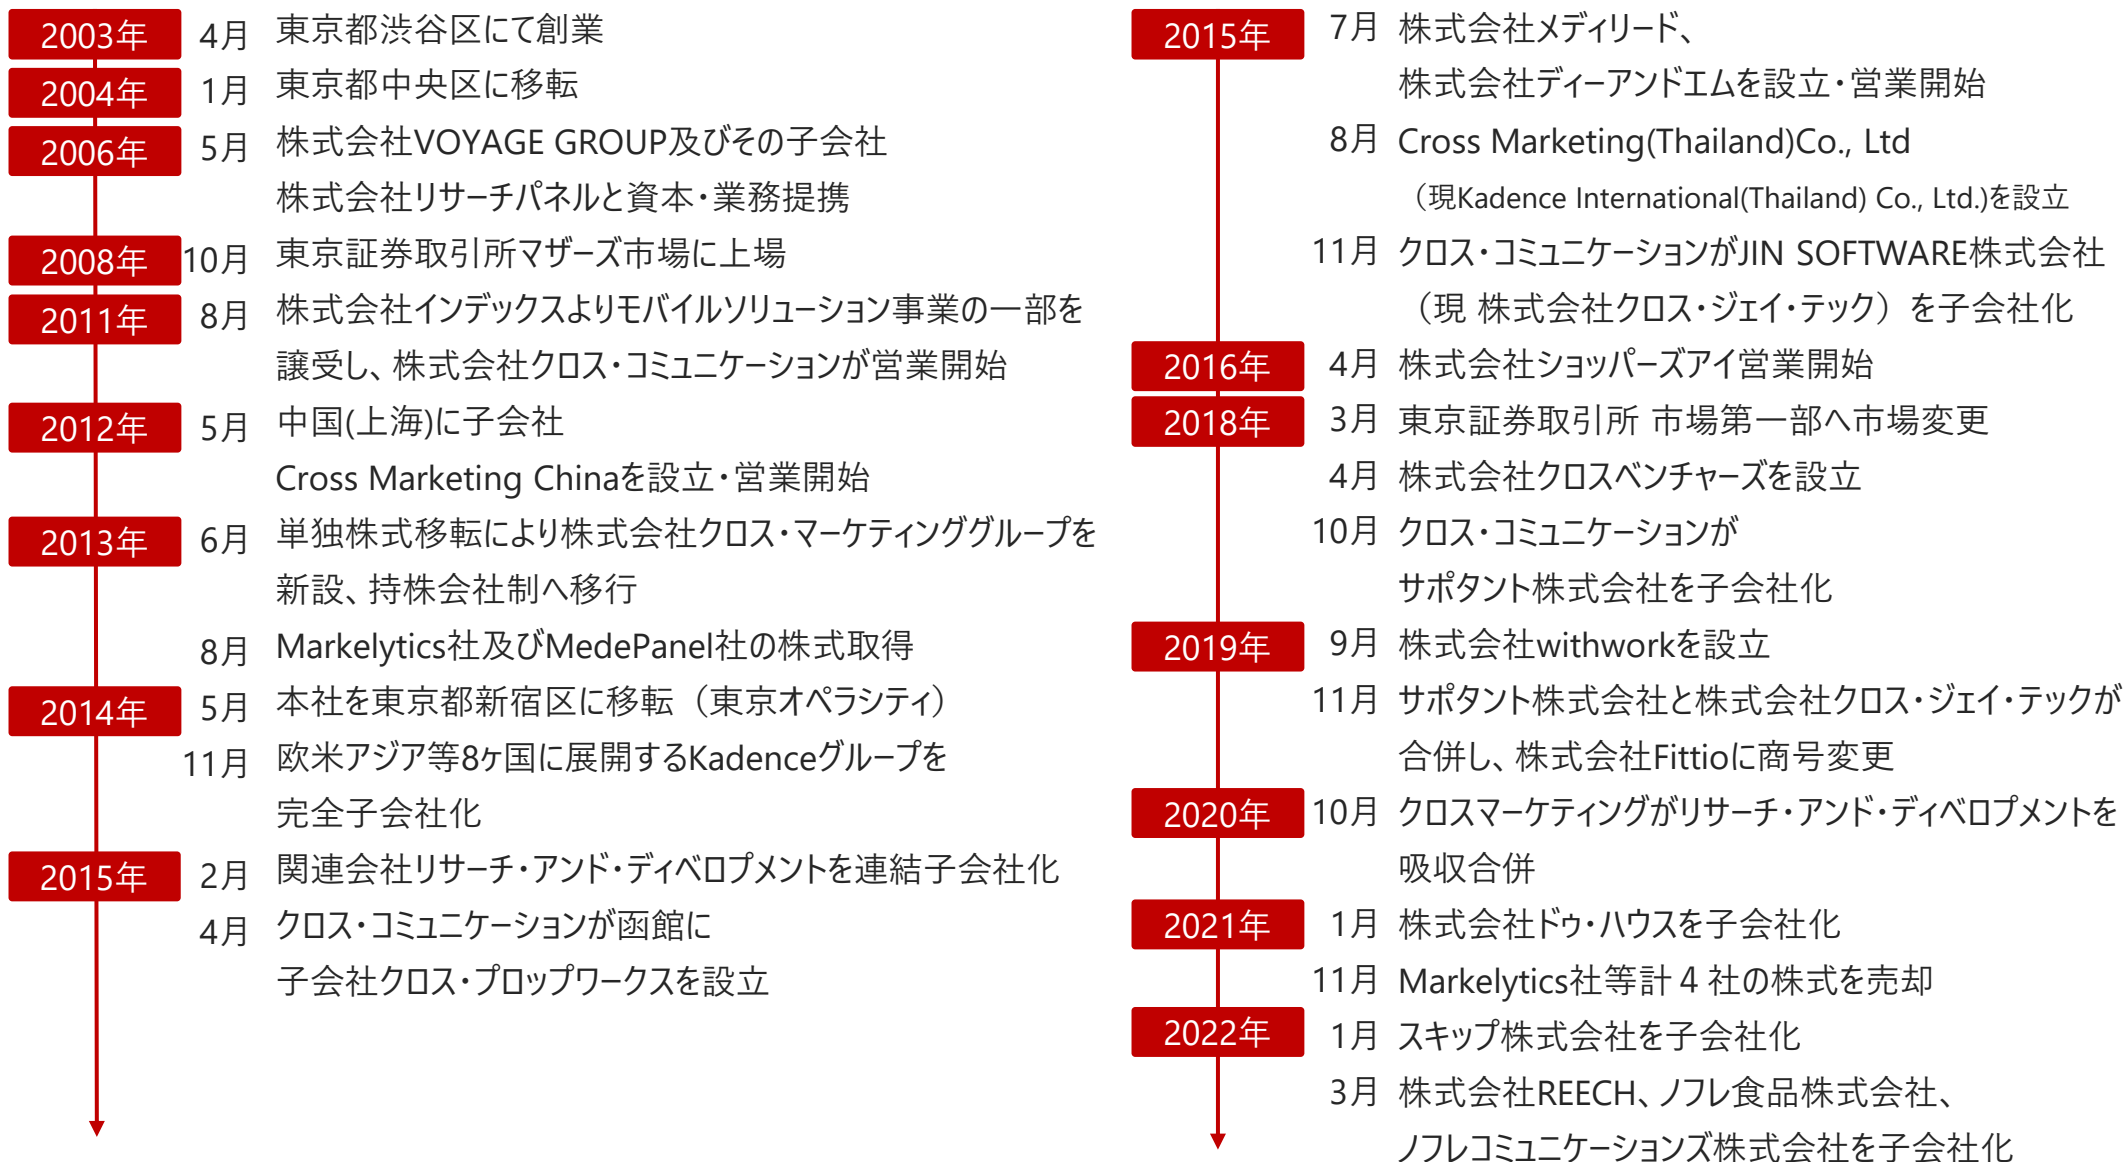 2003年 4月 東京都渋谷区にて創業
2004年 1月 東京都中央区に移転
2006年 5月 株式会社VOYAGE GROUP及びその子会社
株式会社リサーチパネルと資本・業務提携
2008年 10月 東京証券取引所マザーズ市場に上場
2011年 8月 株式会社インデックスよりモバイルソリューション事業の一部を
譲受し、株式会社クロス・コミュニケーションが営業開始
2012年 5月 中国(上海)に子会社
Cross Marketing Chinaを設立・営業開始
2013年 6月 単独株式移転により株式会社クロス・マーケティンググループを
新設、持株会社制へ移行
8月 Markelytics社及びMedePanel社の株式取得
2014年 5月 本社を東京都新宿区に移転（東京オペラシティ）
11月 欧米アジア等8ヶ国に展開するKadenceグループを
完全子会社化
2015年 2月 関連会社リサーチ・アンド・ディベロプメントを連結子会社化
4月 クロス・コミュニケーションが函館に
子会社クロス・プロップワークスを設立
2015年 7月 株式会社メディリード、
株式会社ディーアンドエムを設立・営業開始
8月 Cross Marketing(Thailand)Co., Ltd
（現Kadence International(Thailand) Co., Ltd.)を設立
11月 クロス・コミュニケーションがJIN SOFTWARE株式会社
（現 株式会社クロス・ジェイ・テック）を子会社化
2016年 4月 株式会社ショッパーズアイ営業開始
2018年 3月 東京証券取引所 市場第一部へ市場変更
4月 株式会社クロスベンチャーズを設立
10月 クロス・コミュニケーションが
サポタント株式会社を子会社化
2019年 9月 株式会社withworkを設立
11月 サポタント株式会社と株式会社クロス・ジェイ・テックが
合併し、株式会社Fittioに商号変更
2020年 10月 クロスマーケティングがリサーチ・アンド・ディベロプメントを
吸収合併
2021年 1月 株式会社ドゥ・ハウスを子会社化
11月 Markelytics社等計４社の株式を売却
2022年 1月 スキップ株式会社を子会社化
3月 株式会社REECH、ノフレ食品株式会社、
ノフレコミュニケーションズ株式会社を子会社化